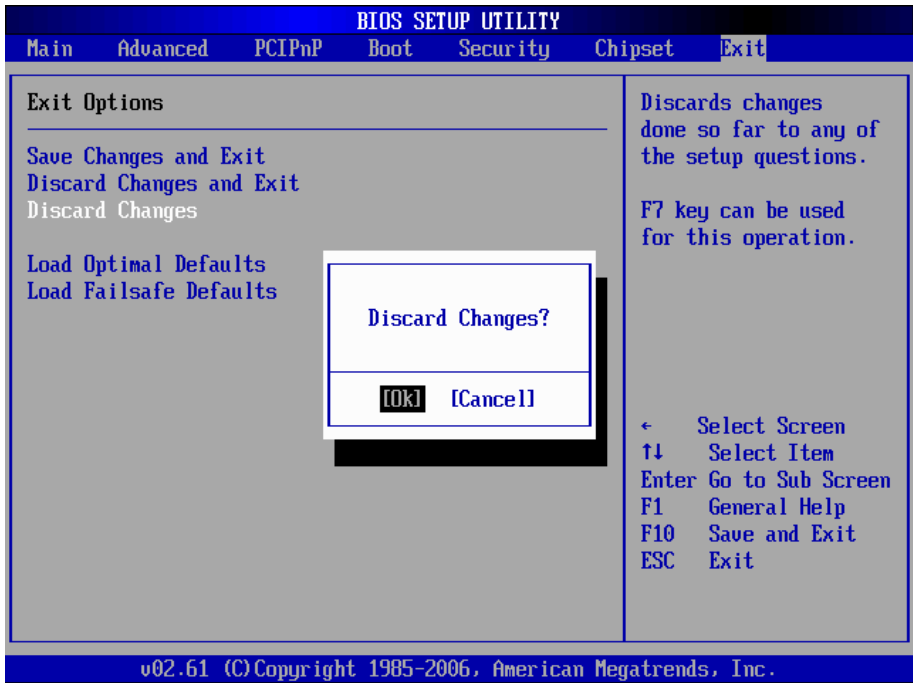 BIOS SETUP UTILITY
Main Advanced PCIPnP Boot Security Chipset Exit
Exit Options
Save Changes and Exit
Discard Changes and Exit
Discard Changes
Load Optimal Defaults
Load Failsafe Defaults
Discard Changes?
[Ok] [Cancel]
Discards changes
done so far to any of
the setup questions.
F7 key can be used
for this operation.
← Select Screen
↑↓ Select Item
Enter Go to Sub Screen
F1 General Help
F10 Save and Exit
ESC Exit
v02.61 (C)Copyright 1985-2006, American Megatrends, Inc.